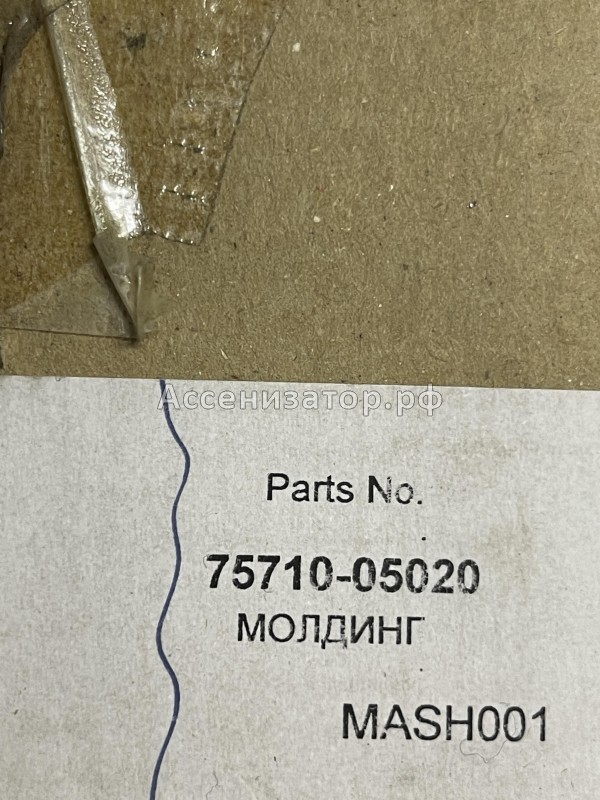 Ассенизатор.рф
Parts No.
75710-05020
МОЛДИНГ
MASH001